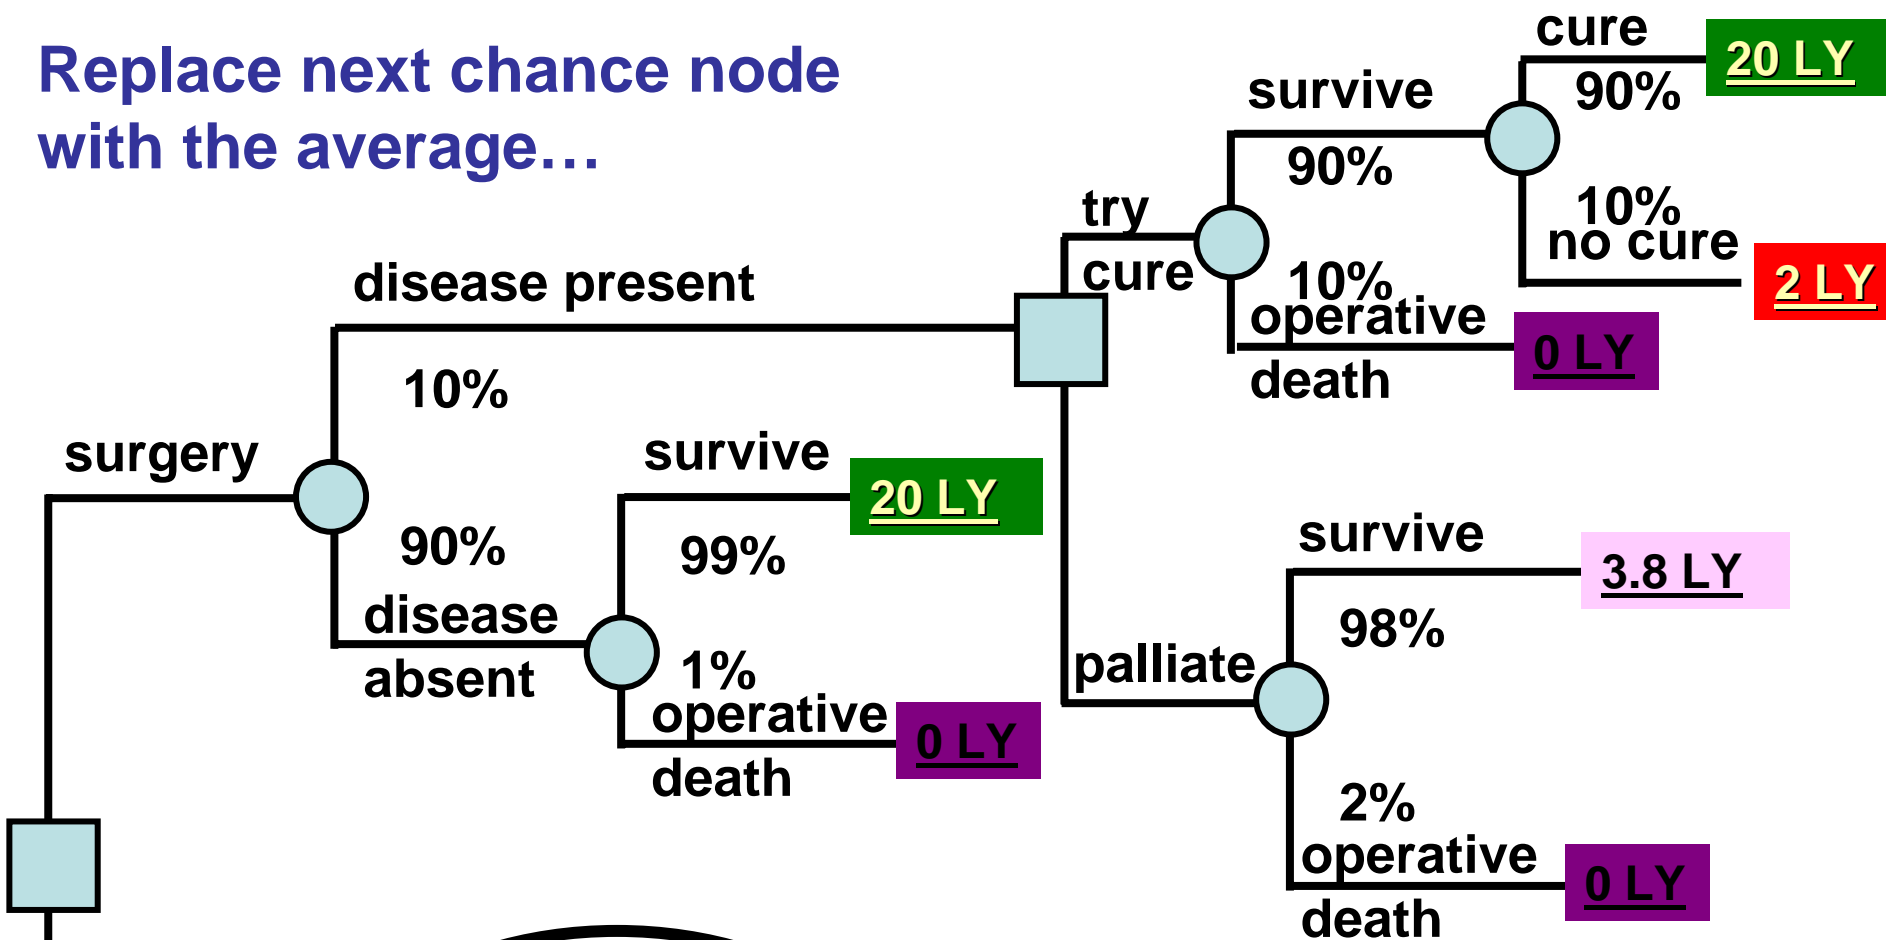 Replace next chance node
with the average…
cure
20 LY
90%
survive
90%
10%
no cure
2 LY
try
cure
10%
operative
death
0 LY
disease present
10%
surgery
survive
20 LY
99%
90%
disease
absent
1%
operative
death
0 LY
survive
3.8 LY
98%
palliate
2%
operative
death
0 LY